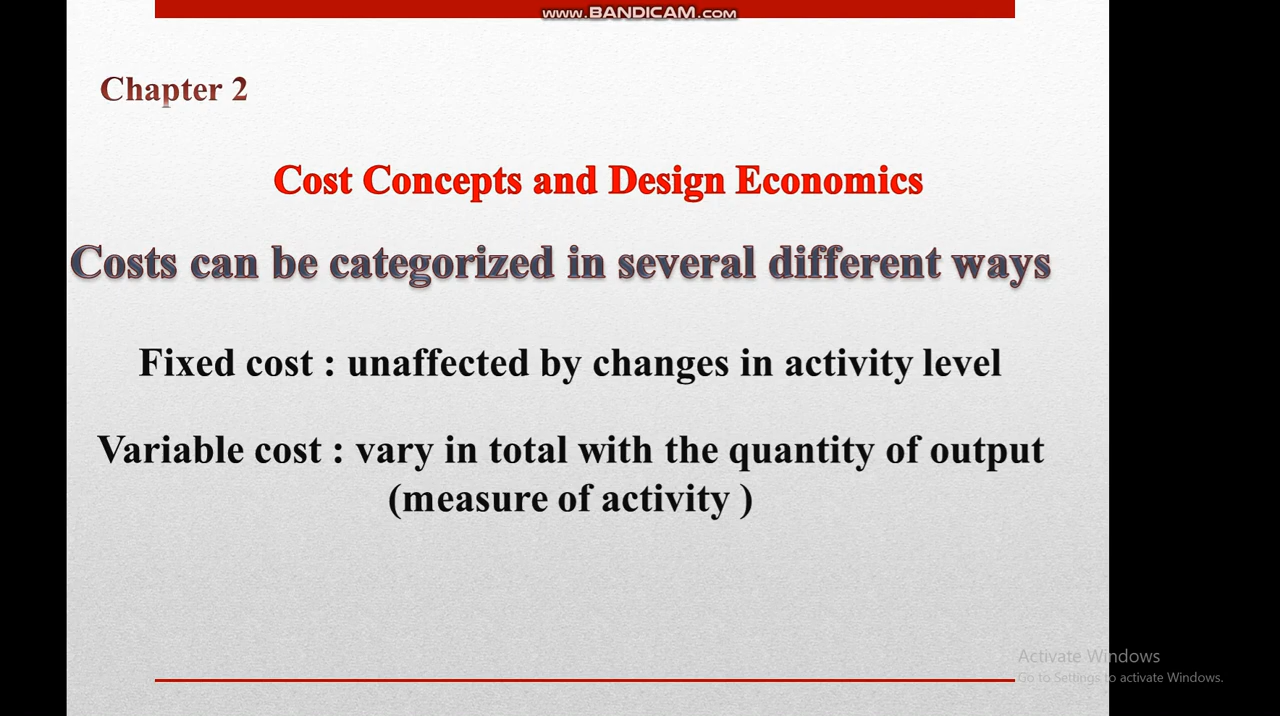 www.BANDICAM.com
Chapter 2
Cost Concepts and Design Economics
Costs can be categorized in several different ways
Fixed cost : unaffected by changes in activity level
Variable cost : vary in total with the quantity of output
(measure of activity )
Activate Windows
Go to Settings to activate Windows.